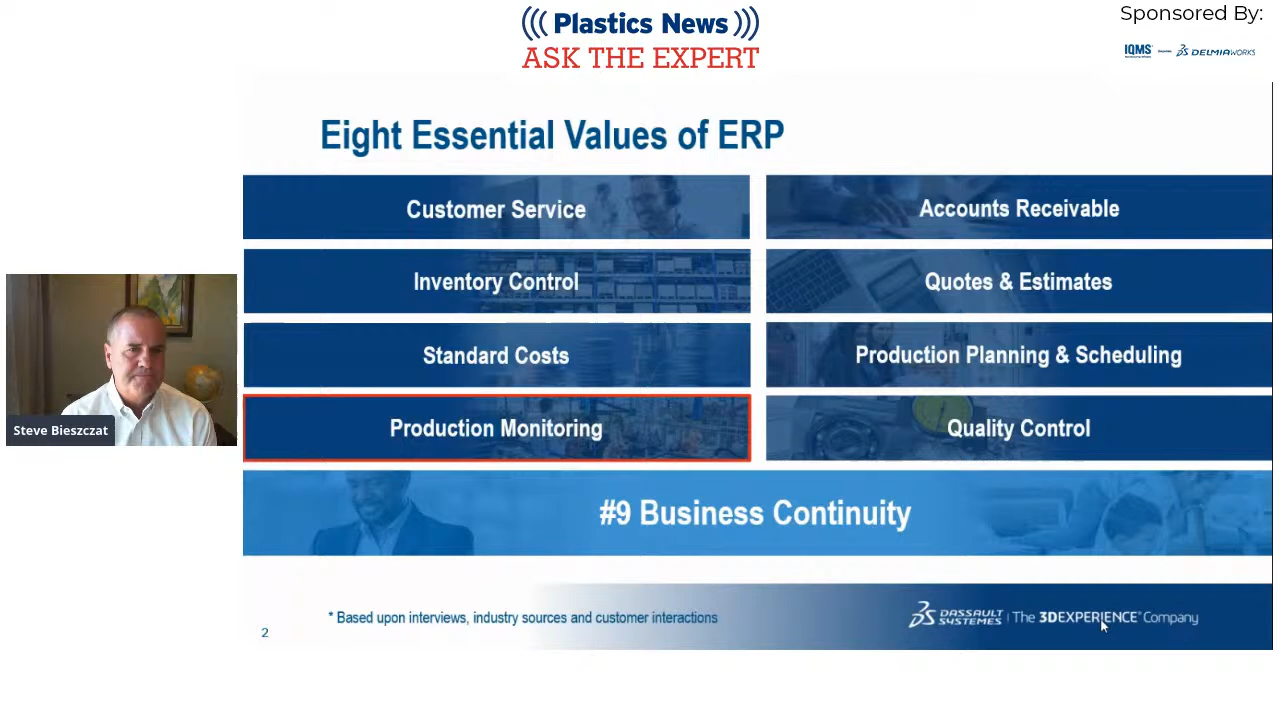 Plastics News
ASK THE EXPERT
Sponsored By:
IQMS
DELMIAWORKS
Eight Essential Values of ERP
Customer Service
Accounts Receivable
Inventory Control
Quotes & Estimates
Standard Costs
Production Planning & Scheduling
Production Monitoring
Quality Control
Steve Bieszczat
#9 Business Continuity
* Based upon interviews, industry sources and customer interactions
DASSAULT SYSTEMES | The 3DEXPERIENCE® Company
2